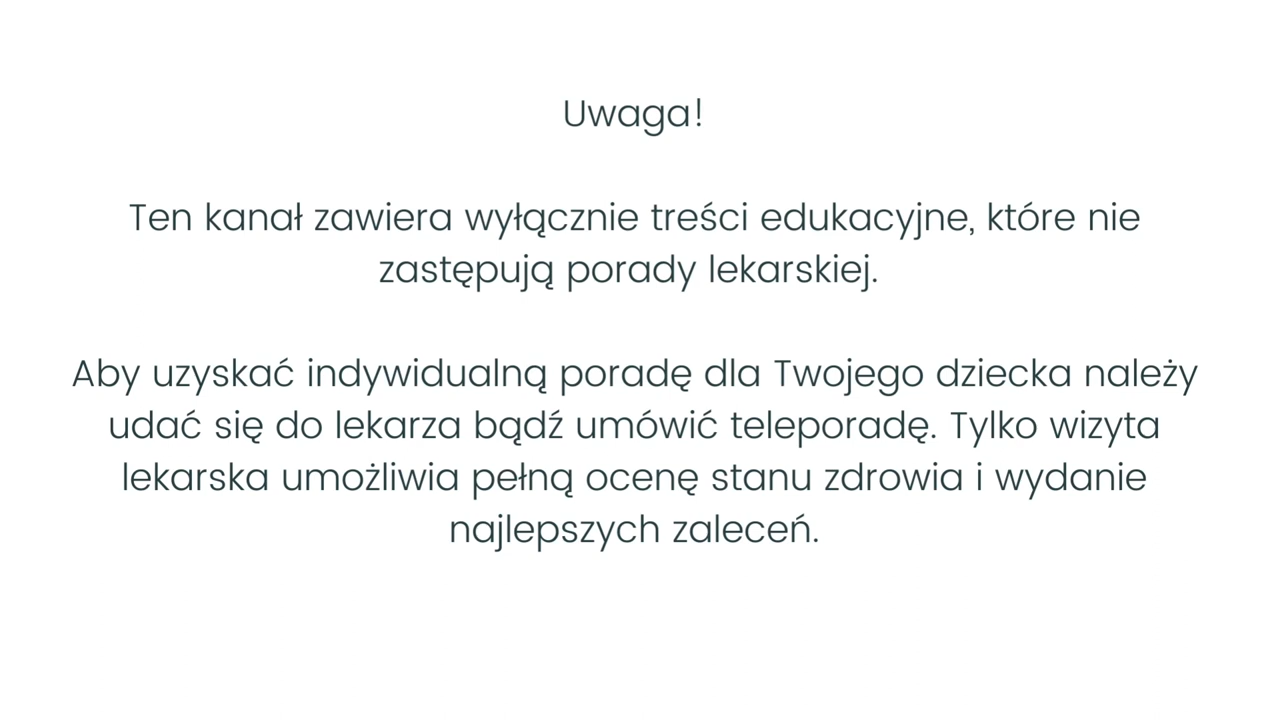 Uwaga!
Ten kanał zawiera wyłącznie treści edukacyjne, które nie
zastępują porady lekarskiej.
Aby uzyskać indywidualną poradę dla Twojego dziecka należy
udać się do lekarza bądź umówić teleporadę. Tylko wizyta
lekarska umożliwia pełną ocenę stanu zdrowia i wydanie
najlepszych zaleceń.